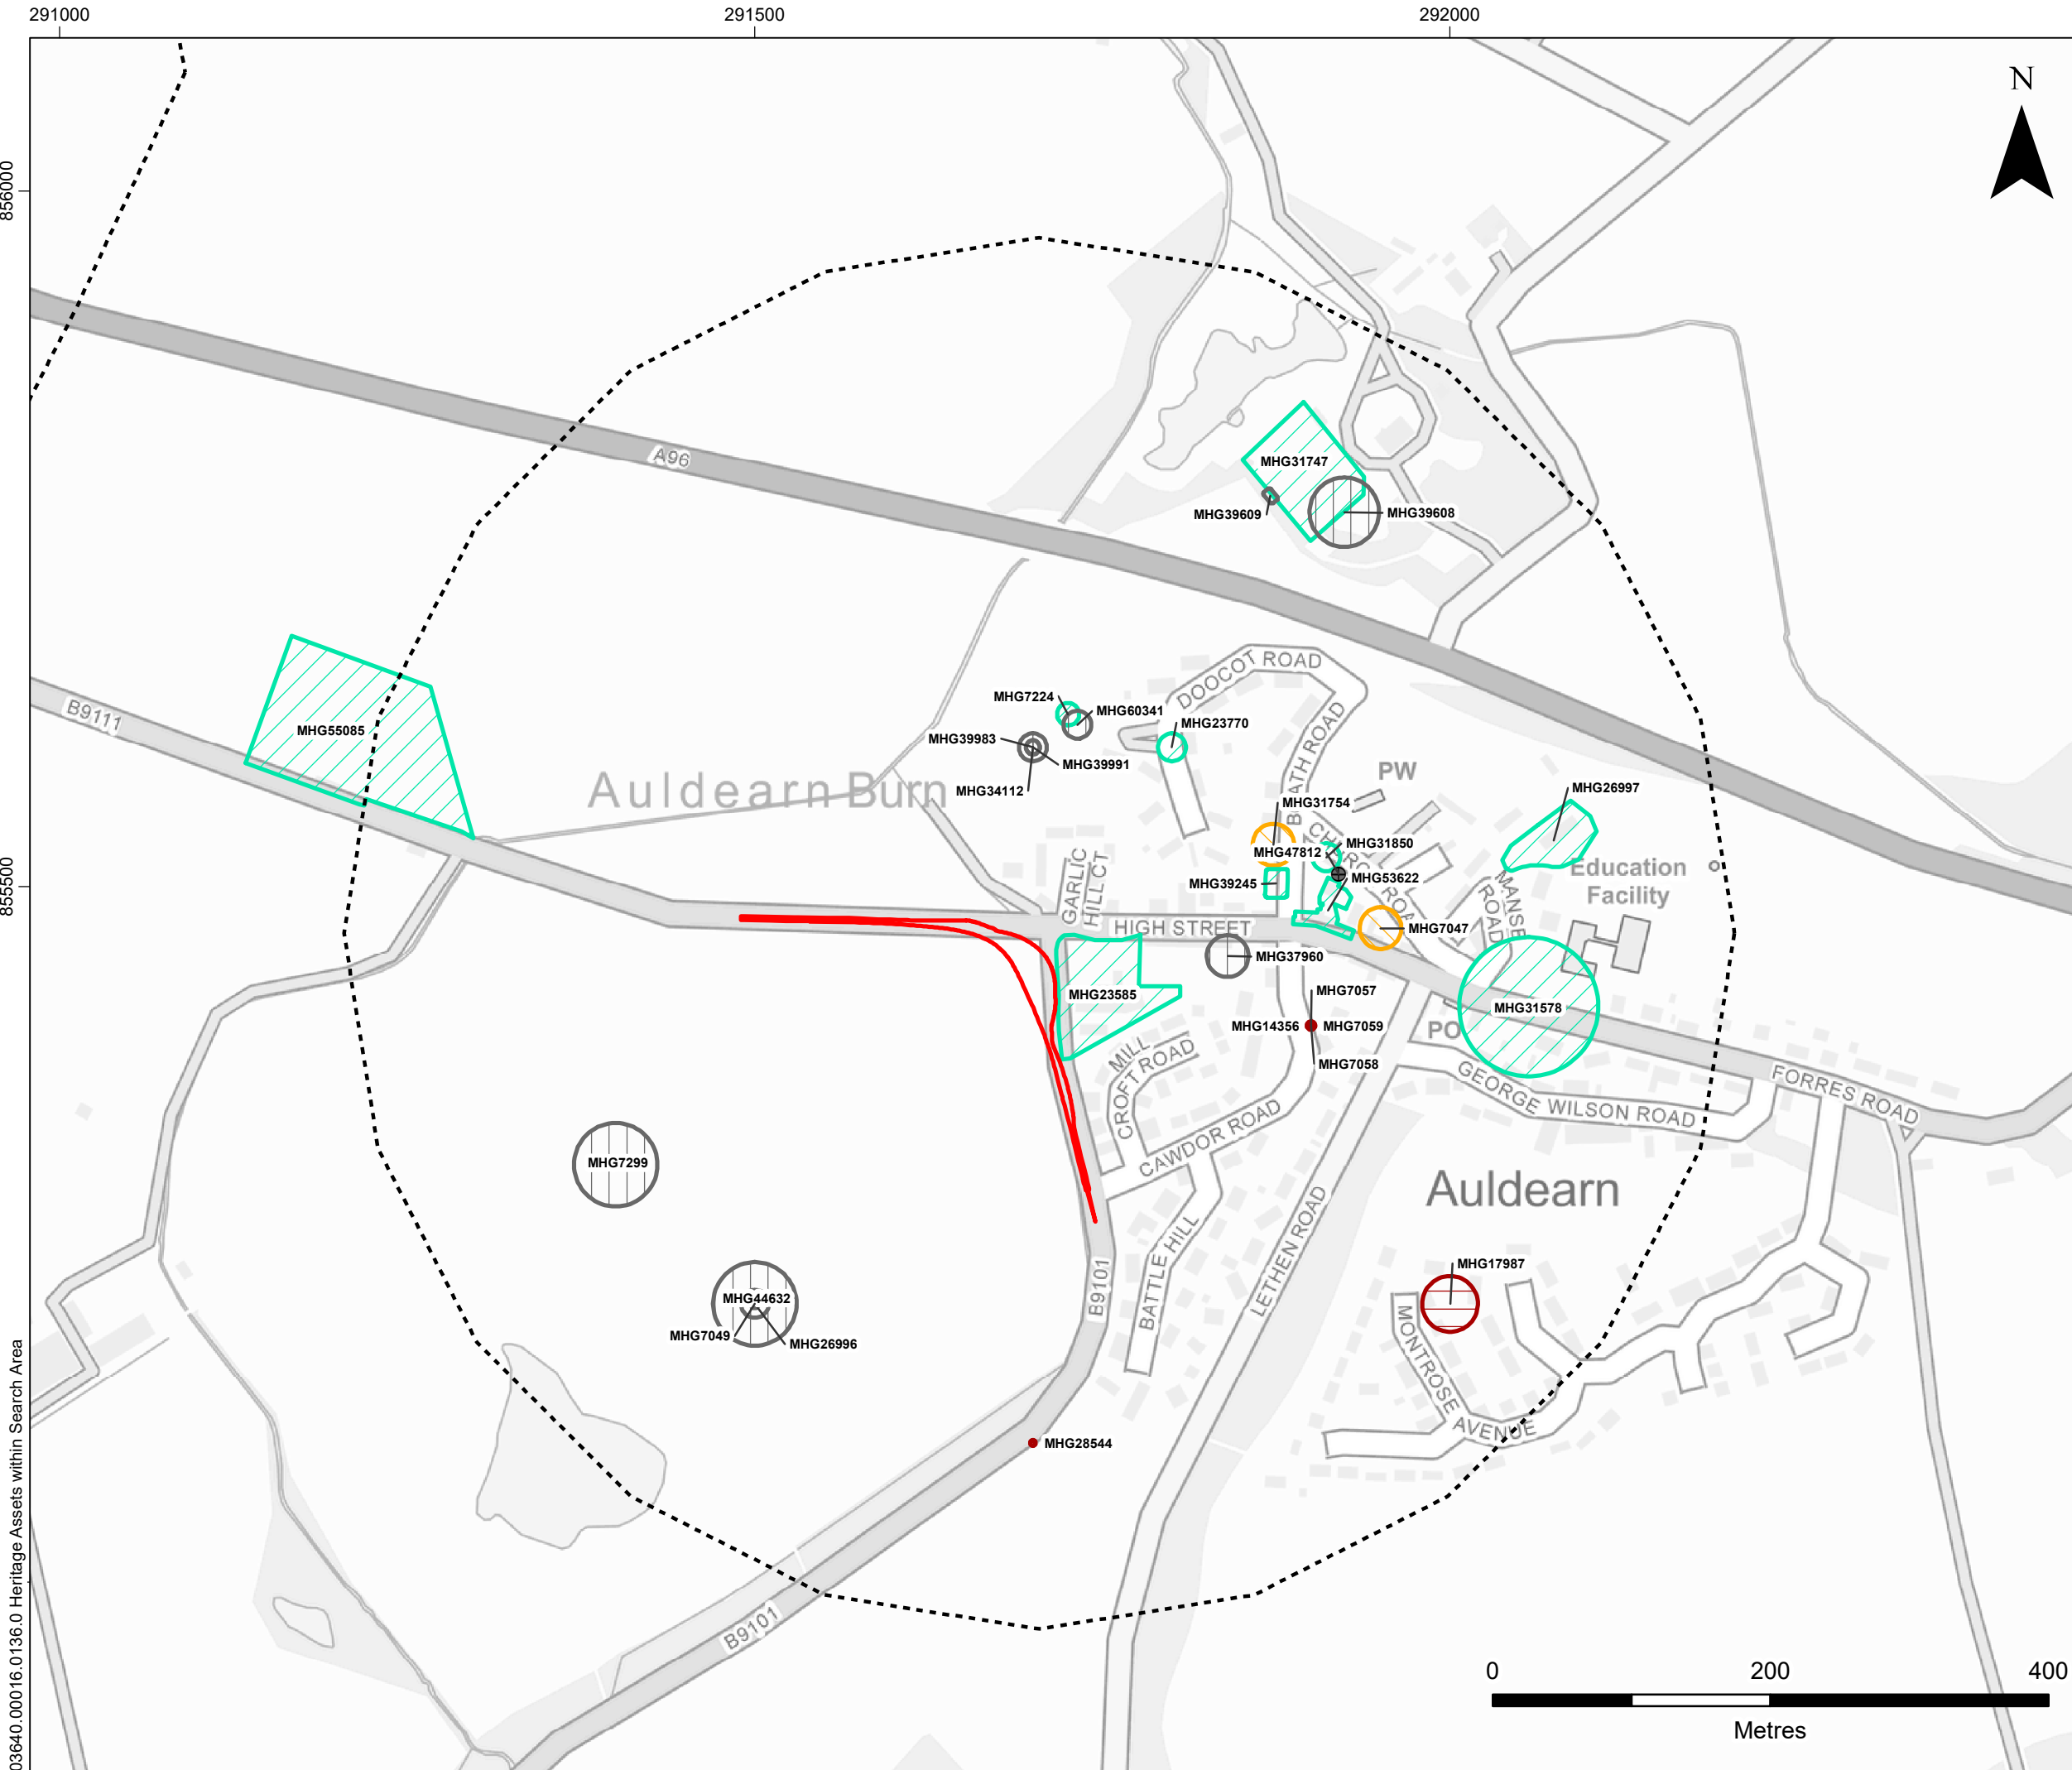 291000
291500
292000
N
856000
855500
03640.00016.0136.0 Heritage Assets within Search Area
A96
MHG31747
MHG39609
MHG39608
B9111
MHG55085
DOOCOT ROAD
MHG7224
MHG60341
MHG23770
MHG39983
MHG39991
MHG34112
Auldearn Burn
PW
MHG26997
MHG31754
MHG31850
MHG47812
MHG53622
MHG39245
Education
Facility
MANSE
ROAD
GARLIC
HILL CT
HIGH STREET
MHG7047
MHG37960
MHG23585
MHG7057
MHG14356
MHG7059
MHG7058
MHG31578
PO
MILL
CROFT ROAD
GEORGE WILSON ROAD
FORRES ROAD
CAWDOR ROAD
MHG7299
Auldearn
BATTLE HILL
LETHEN ROAD
B9101
MHG17987
MHG44632
MHG7049
MHG26996
MONTROSE
AVENUE
MHG28544
B9101
0
200
400
Metres